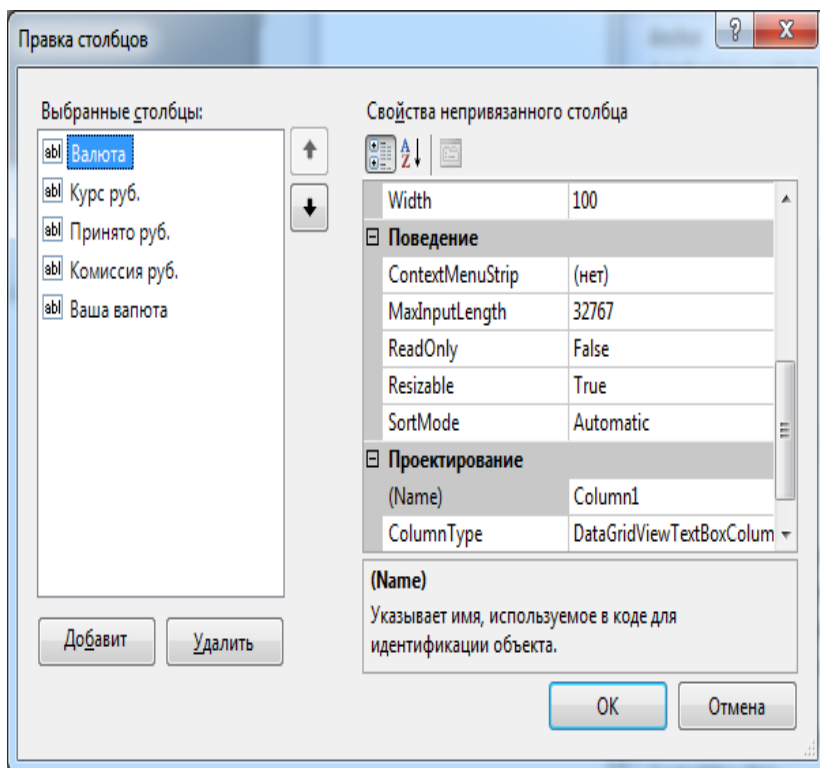 Правка столбцов
Выбранные столбцы:
Валюта
Курс руб.
Принято руб.
Комиссия руб.
Ваша вапюта
Добавит
Удалить
Свойства непривязанного столбца
Width 100
Поведение
ContextMenuStrip (нет)
MaxInputLength 32767
ReadOnly False
Resizable True
SortMode Automatic
Проектирование
(Name) Column1
ColumnType DataGridViewTextBoxColum
(Name)
Указывает имя, используемое в коде для
идентификации объекта.
OK
Отмена